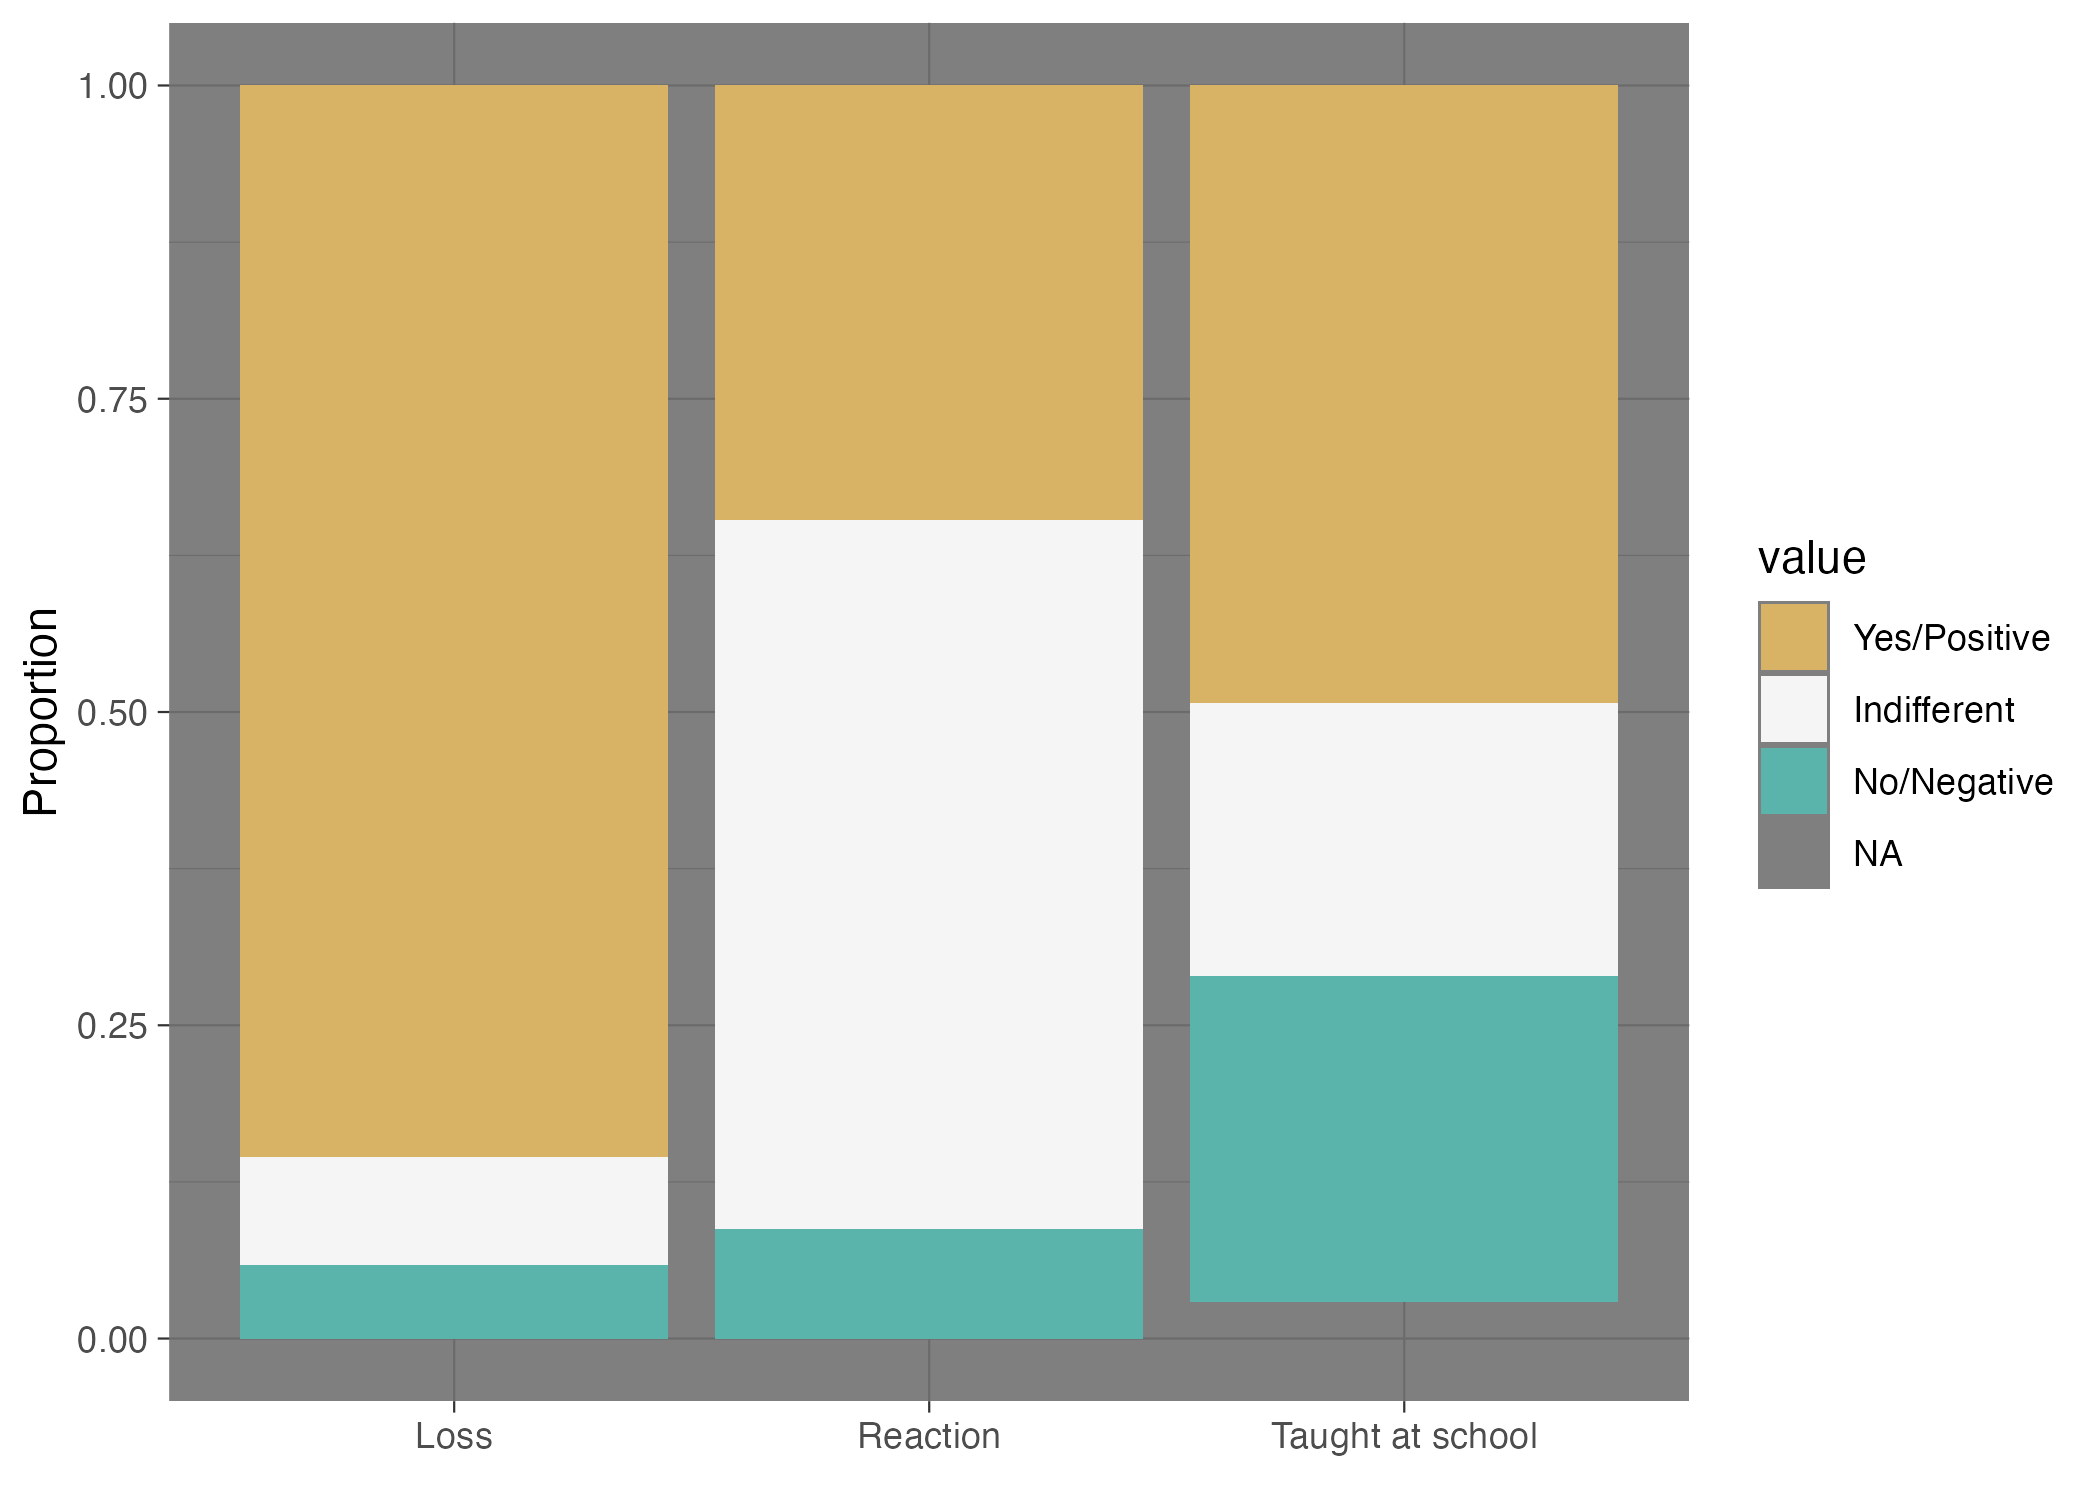 1.00
0.75
0.50
0.25
0.00
Proportion
Loss
Reaction
Taught at school
value
Yes/Positive
Indifferent
No/Negative
NA